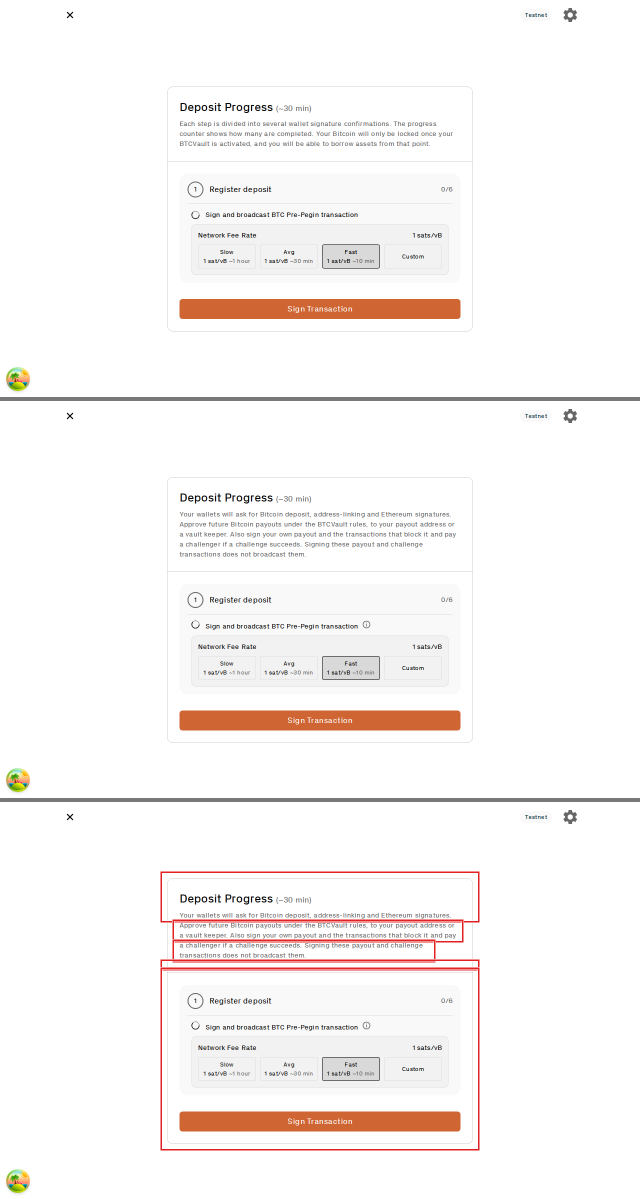 Testnet
Deposit Progress (~30 min)
Each step is divided into several wallet signature confirmations. The progress
counter shows how many are completed. Your Bitcoin will only be locked once your
BTCVault is activated, and you will be able to borrow assets from that point.
1 Register deposit 0/6
Sign and broadcast BTC Pre-Pegin transaction
Network Fee Rate 1 sats/vB
Slow Avg Fast Custom
1 sat/vB ~1 hour 1 sat/vB ~30 min 1 sat/vB ~10 min
Sign Transaction
Testnet
Deposit Progress (~30 min)
Your wallets will ask for Bitcoin deposit, address-linking and Ethereum signatures.
Approve future Bitcoin payouts under the BTCVault rules, to your payout address or
a vault keeper. Also sign your own payout and the transactions that block it and pay
a challenger if a challenge succeeds. Signing these payout and challenge
transactions does not broadcast them.
1 Register deposit 0/6
Sign and broadcast BTC Pre-Pegin transaction
Network Fee Rate 1 sats/vB
Slow Avg Fast Custom
1 sat/vB ~1 hour 1 sat/vB ~30 min 1 sat/vB ~10 min
Sign Transaction
Testnet
Deposit Progress (~30 min)
Your wallets will ask for Bitcoin deposit, address-linking and Ethereum signatures.
Approve future Bitcoin payouts under the BTCVault rules, to your payout address or
a vault keeper. Also sign your own payout and the transactions that block it and pay
a challenger if a challenge succeeds. Signing these payout and challenge
transactions does not broadcast them.
1 Register deposit 0/6
Sign and broadcast BTC Pre-Pegin transaction
Network Fee Rate 1 sats/vB
Slow Avg Fast Custom
1 sat/vB ~1 hour 1 sat/vB ~30 min 1 sat/vB ~10 min
Sign Transaction